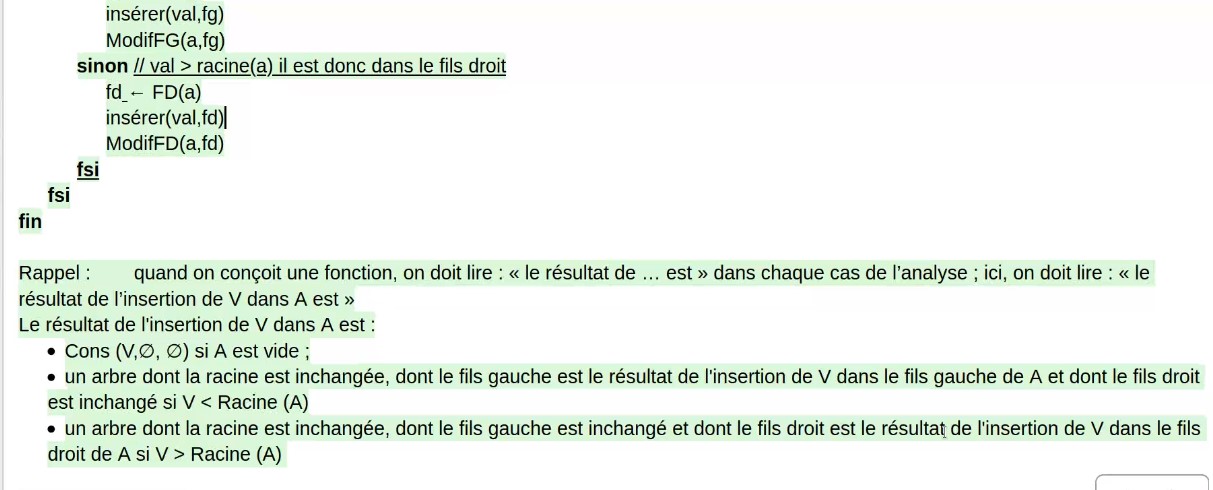 insérer(val,fg)
ModifFG(a,fg)
sinon // val > racine(a) il est donc dans le fils droit
fd ← FD(a)
insérer(val,fd)
ModifFD(a,fd)
fsi
fsi
fin
Rappel : quand on conçoit une fonction, on doit lire : « le résultat de … est » dans chaque cas de l’analyse ; ici, on doit lire : « le
résultat de l’insertion de V dans A est »
Le résultat de l'insertion de V dans A est :
• Cons (V,∅, ∅) si A est vide ;
• un arbre dont la racine est inchangée, dont le fils gauche est le résultat de l'insertion de V dans le fils gauche de A et dont le fils droit
est inchangé si V < Racine (A)
• un arbre dont la racine est inchangée, dont le fils gauche est inchangé et dont le fils droit est le résultat de l'insertion de V dans le fils
droit de A si V > Racine (A)